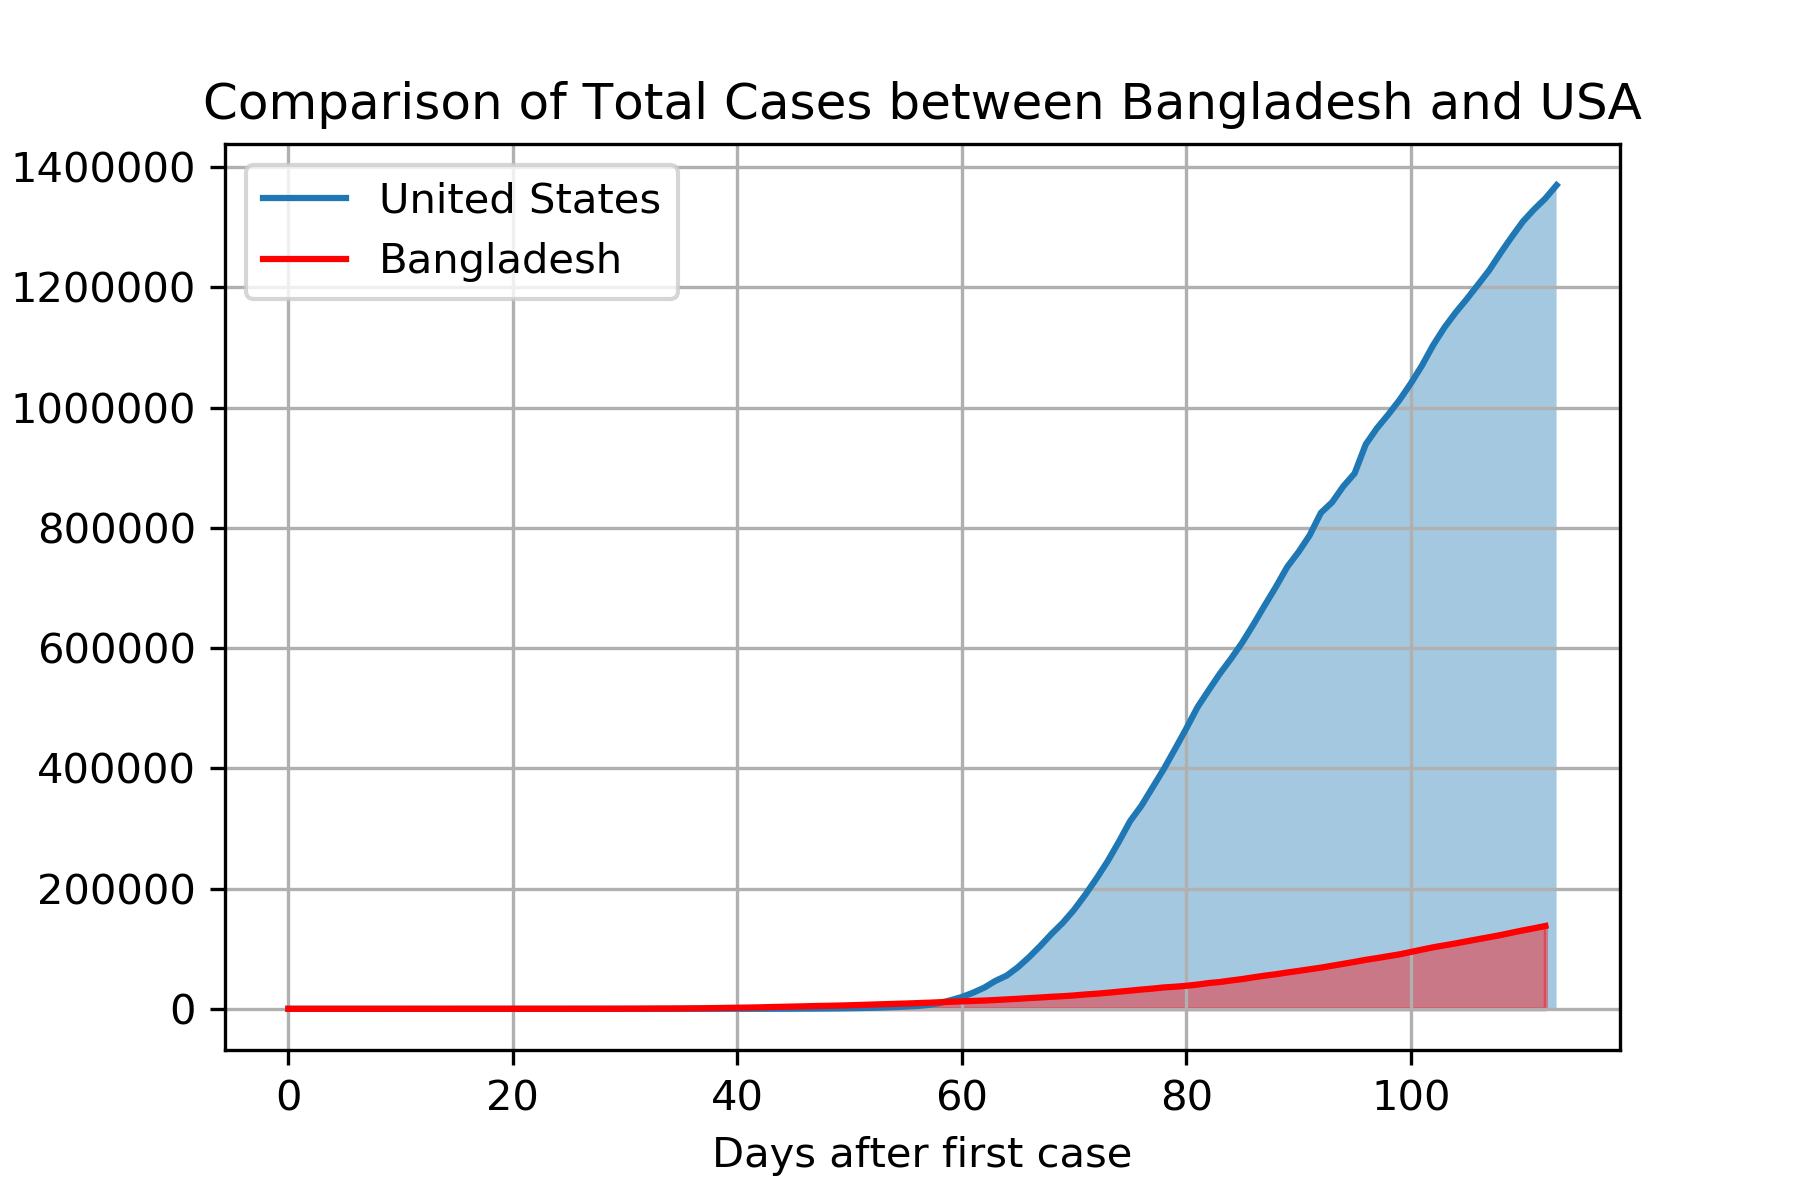 Comparison of Total Cases between Bangladesh and USA
1400000
1200000
1000000
800000
600000
400000
200000
0
United States
Bangladesh
0 20 40 60 80 100
Days after first case